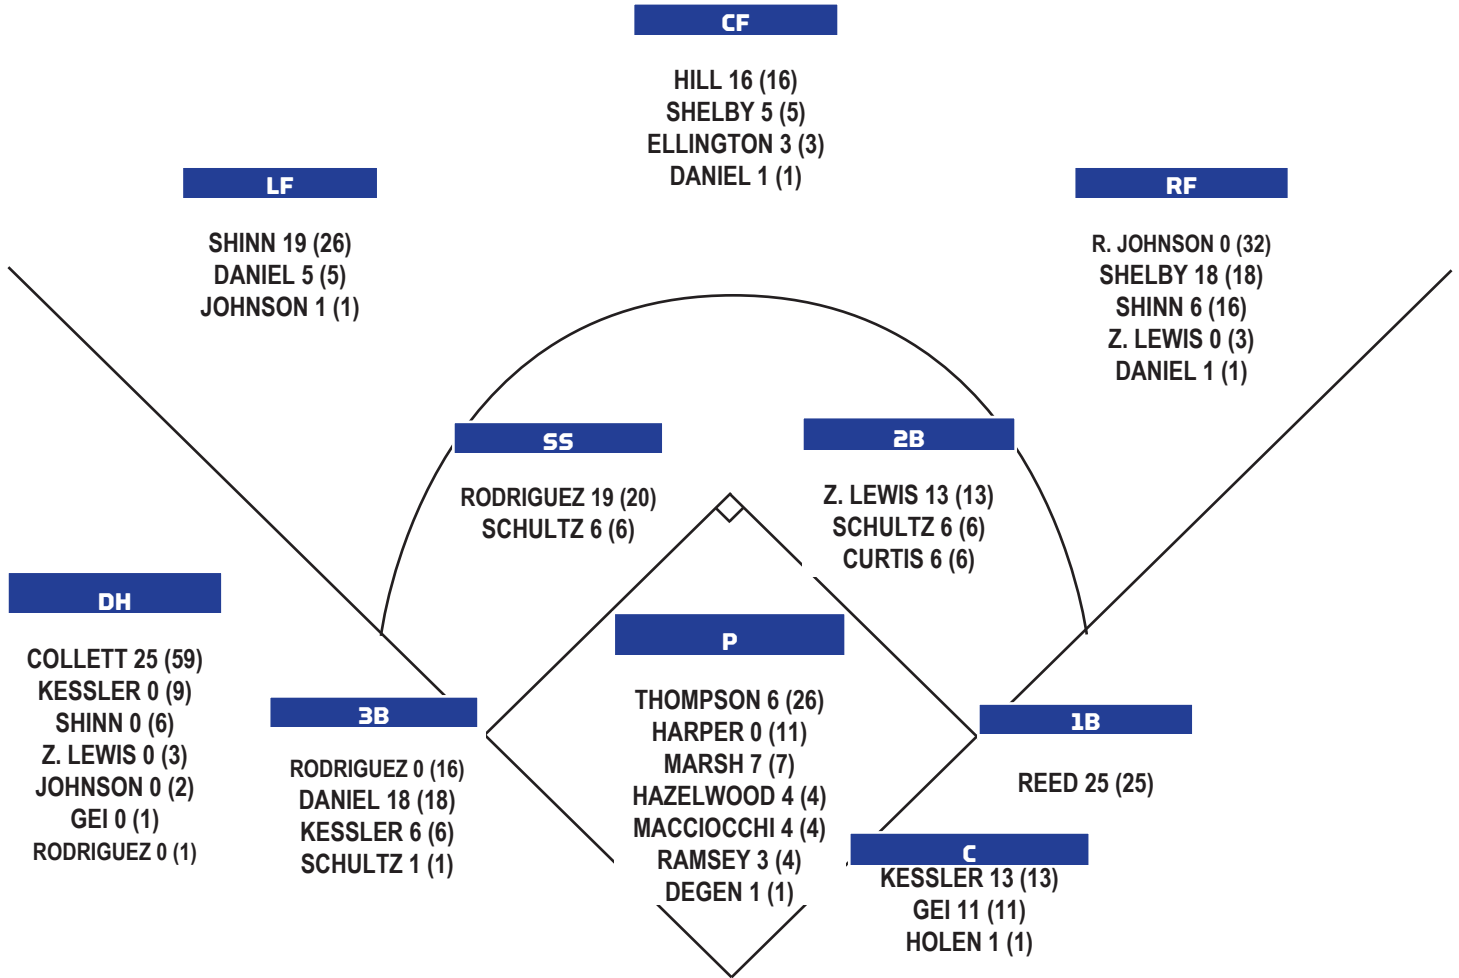 CF
HILL 16 (16)
SHELBY 5 (5)
ELLINGTON 3 (3)
DANIEL 1 (1)
LF
SHINN 19 (26)
DANIEL 5 (5)
JOHNSON 1 (1)
RF
R. JOHNSON 0 (32)
SHELBY 18 (18)
SHINN 6 (16)
Z. LEWIS 0 (3)
DANIEL 1 (1)
SS
RODRIGUEZ 19 (20)
SCHULTZ 6 (6)
2B
Z. LEWIS 13 (13)
SCHULTZ 6 (6)
CURTIS 6 (6)
DH
COLLETT 25 (59)
KESSLER 0 (9)
SHINN 0 (6)
Z. LEWIS 0 (3)
JOHNSON 0 (2)
GEI 0 (1)
RODRIGUEZ 0 (1)
3B
RODRIGUEZ 0 (16)
DANIEL 18 (18)
KESSLER 6 (6)
SCHULTZ 1 (1)
P
THOMPSON 6 (26)
HARPER 0 (11)
MARSH 7 (7)
HAZELWOOD 4 (4)
MACCIOCCHI 4 (4)
RAMSEY 3 (4)
DEGEN 1 (1)
1B
REED 25 (25)
C
KESSLER 13 (13)
GEI 11 (11)
HOLEN 1 (1)